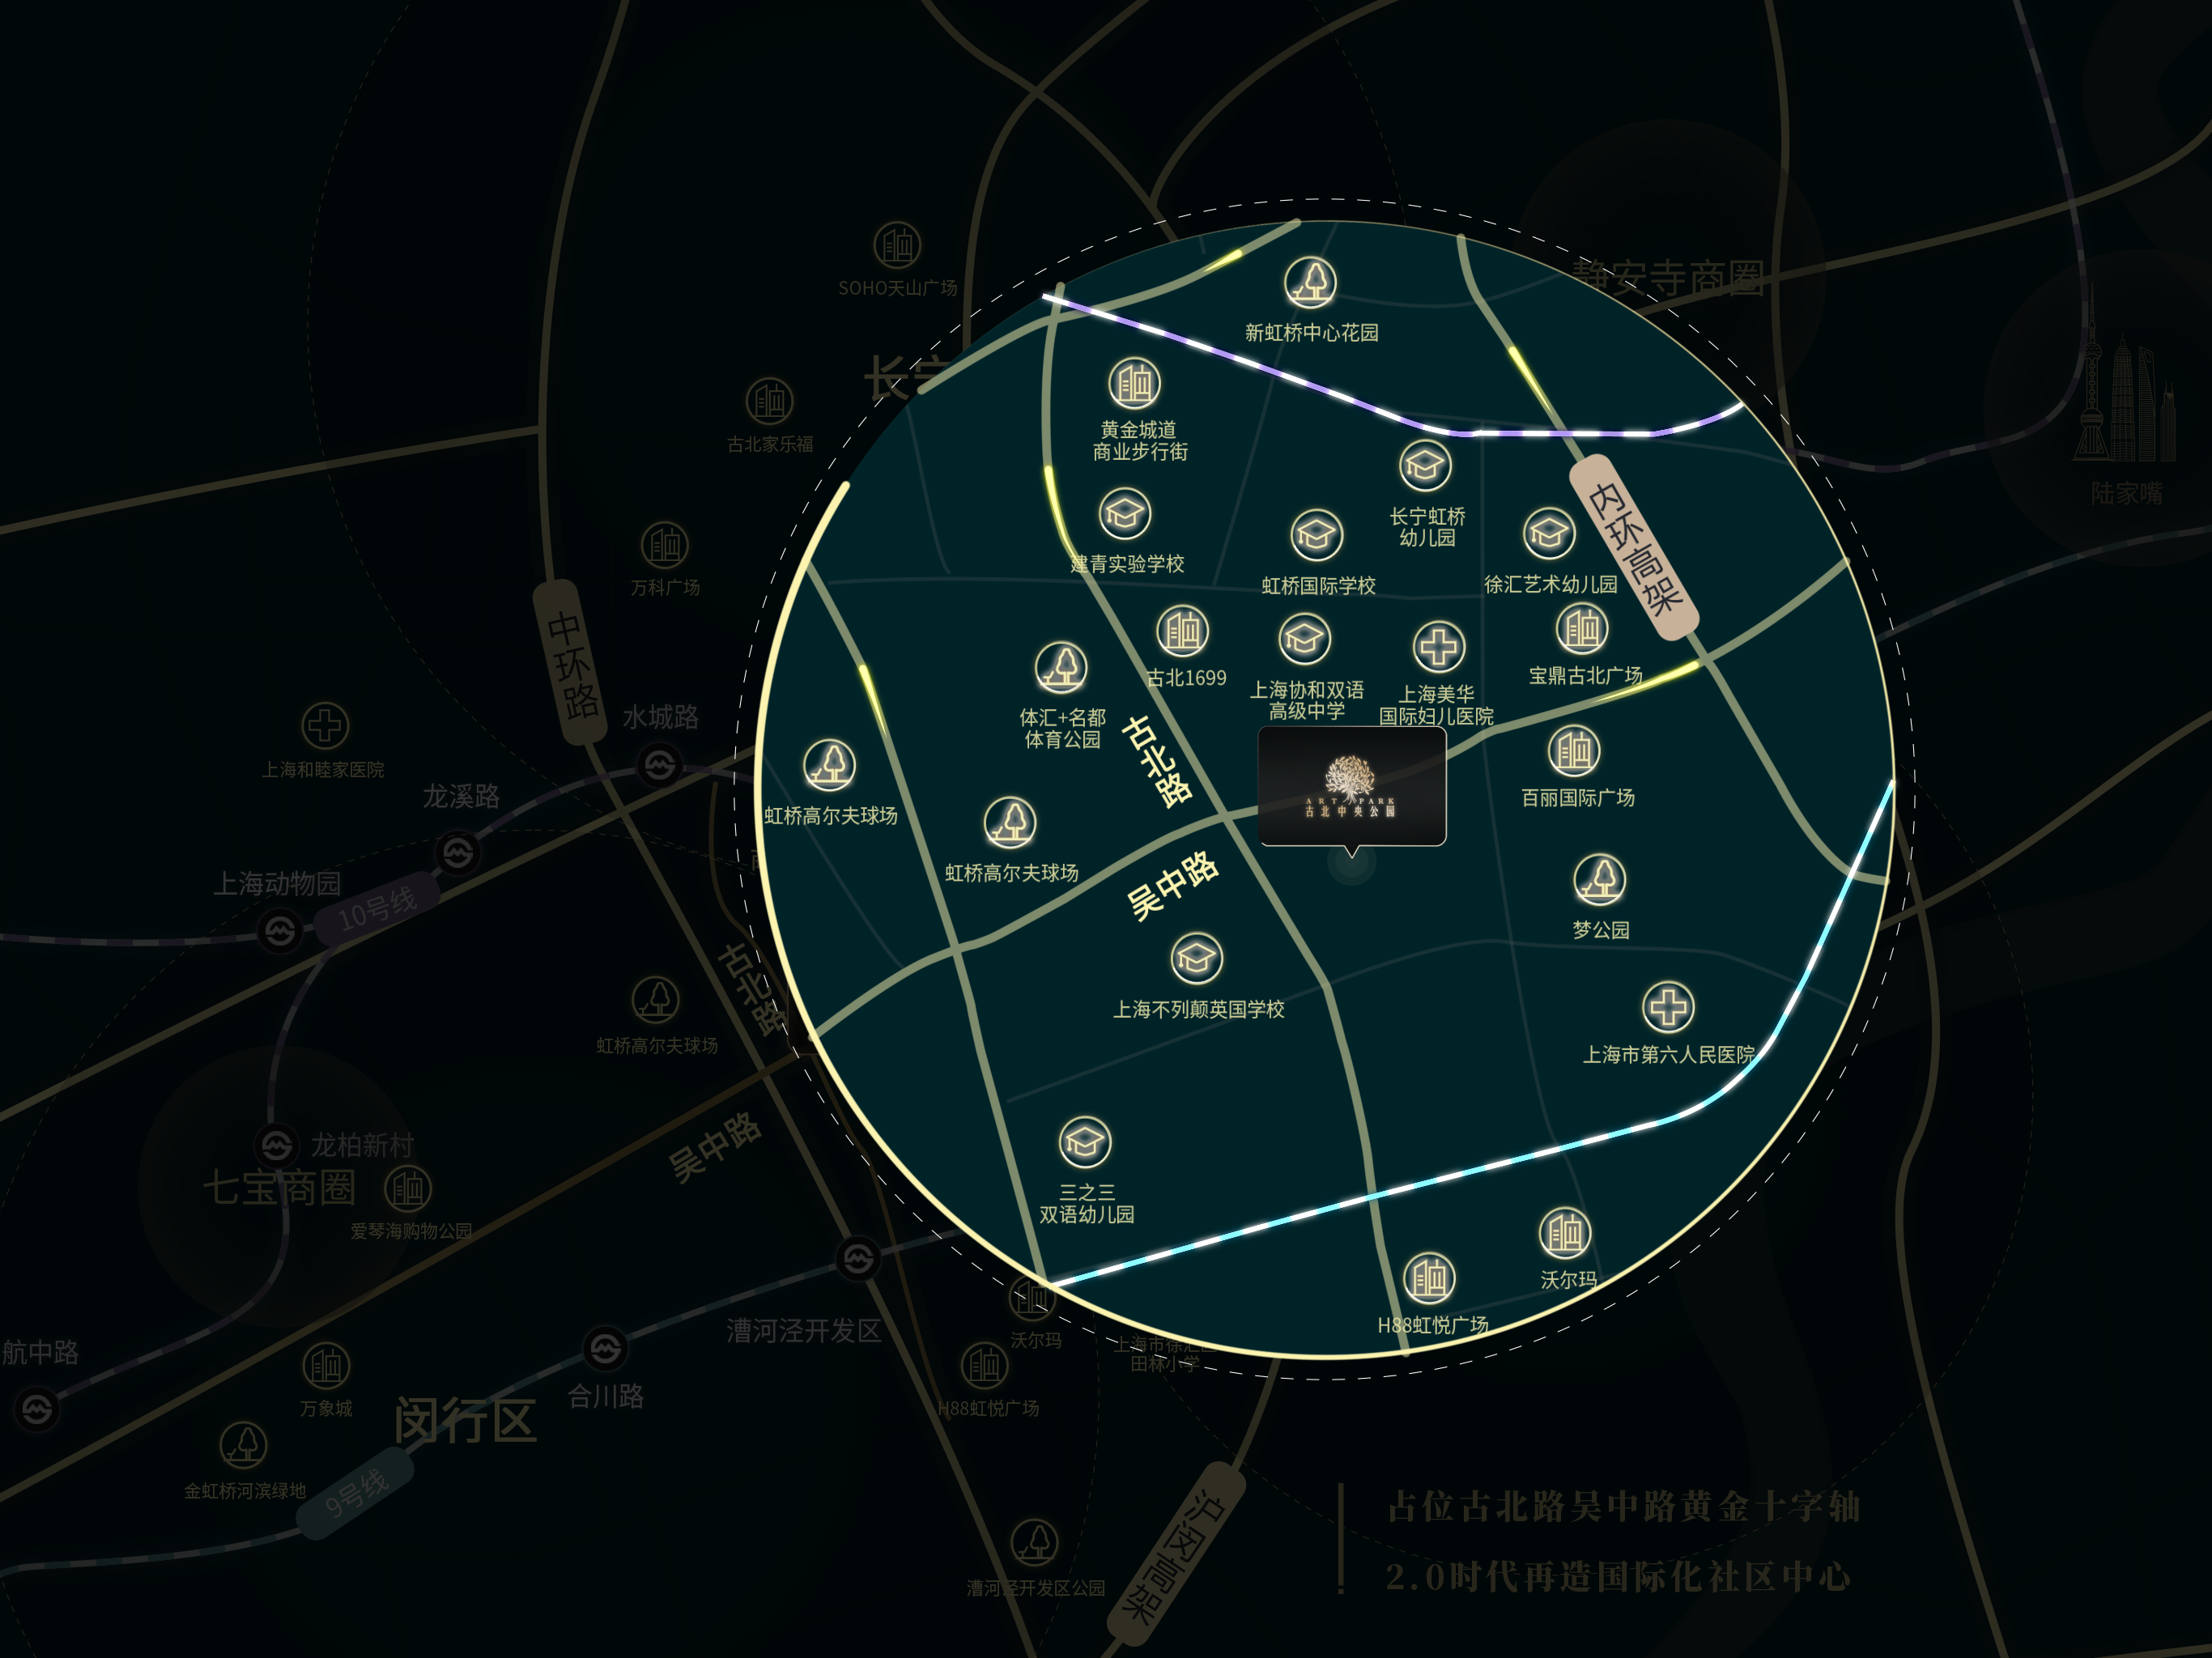 SOHO天山广场
静安寺商圈
新虹桥中心花园
长宁
古北家乐福
黄金城道
商业步行街
陆家嘴
长宁虹桥
幼儿园
内环高架
建青实验学校
虹桥国际学校
徐汇艺术幼儿园
万科广场
中环路
古北1699
上海协和双语
高级中学
上海美华
国际妇儿医院
宝鼎古北广场
体汇+名都
体育公园
水城路
古北路
上海和睦家医院
龙溪路
虹桥高尔夫球场
ART PARK
古北中央公园
百丽国际广场
虹桥高尔夫球场
上海动物园
10号线
吴中路
梦公园
古北路
上海不列颠英国学校
虹桥高尔夫球场
上海市第六人民医院
龙柏新村
吴中路
七宝商圈
三之三
双语幼儿园
爱琴海购物公园
沃尔玛
H88虹悦广场
漕河泾开发区
沃尔玛
上海市徐汇区
田林小学
航中路
合川路
万象城
H88虹悦广场
闵行区
金虹桥河滨绿地
9号线
沪闵高架
漕河泾开发区公园
占位古北路吴中路黄金十字轴
2.0时代再造国际化社区中心